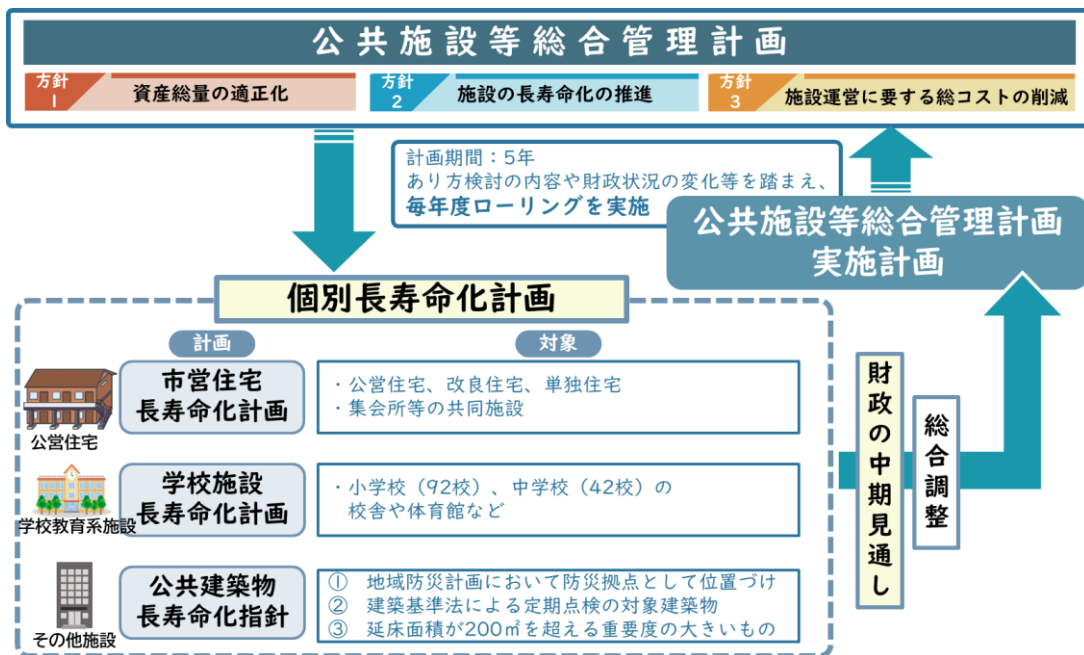 公共施設等総合管理計画
方針
1
資産総量の適正化
方針
2
施設の長寿命化の推進
方針
3
施設運営に要する総コストの削減
計画期間：5年
あり方検討の内容や財政状況の変化等を踏まえ、
毎年度ローリングを実施
公共施設等総合管理計画
実施計画
個別長寿命化計画
計画
対象
公営住宅
市営住宅
長寿命化計画
・公営住宅、改良住宅、単独住宅
・集会所等の共同施設
学校教育系施設
学校施設
長寿命化計画
・小学校（92校）、中学校（42校）の
校舎や体育館など
その他施設
公共建築物
長寿命化指針
① 地域防災計画において防災拠点として位置づけ
② 建築基準法による定期点検の対象建築物
③ 延床面積が200㎡を超える重要度の大きいもの
財政の中期見通し
総合調整